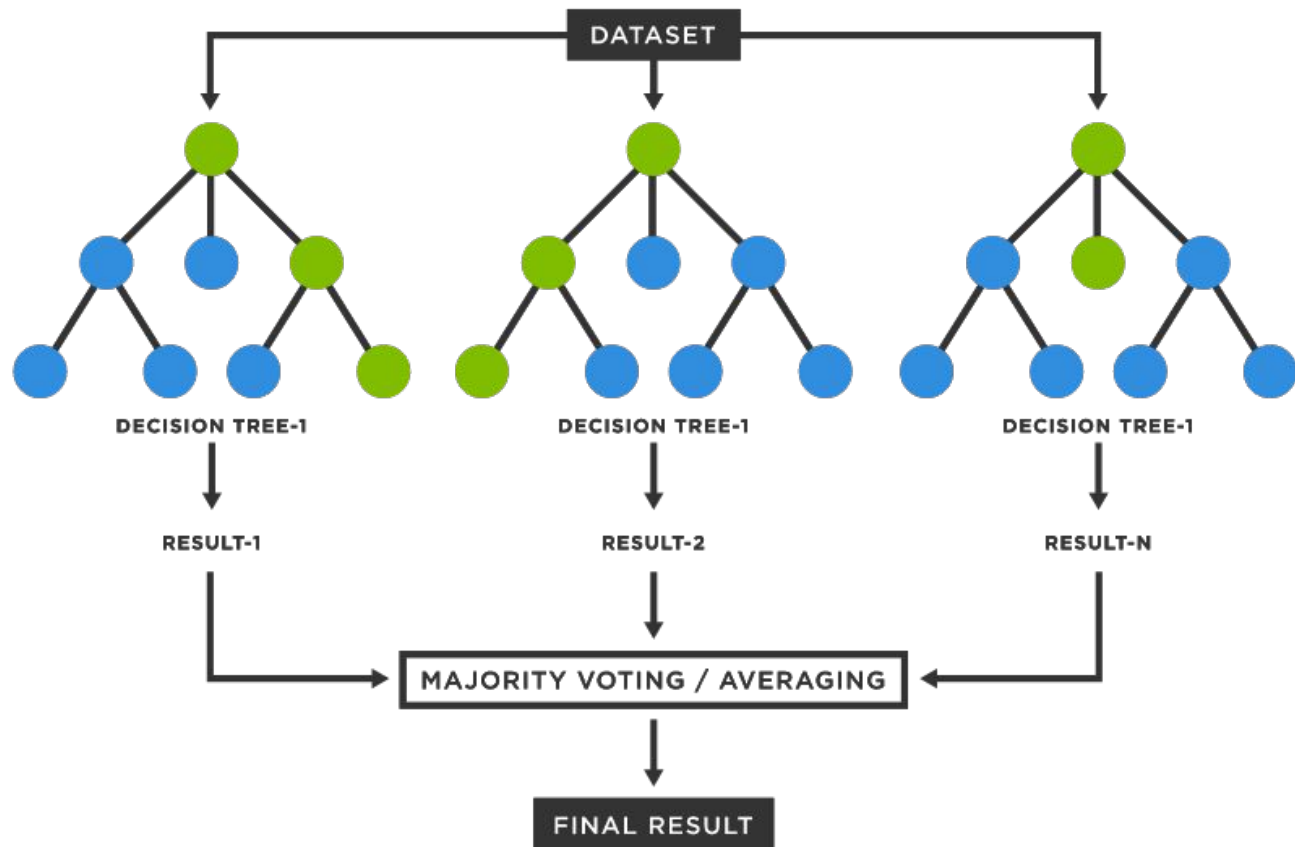 DATASET
DECISION TREE-1
DECISION TREE-1
DECISION TREE-1
RESULT-1
RESULT-2
RESULT-N
MAJORITY VOTING / AVERAGING
FINAL RESULT